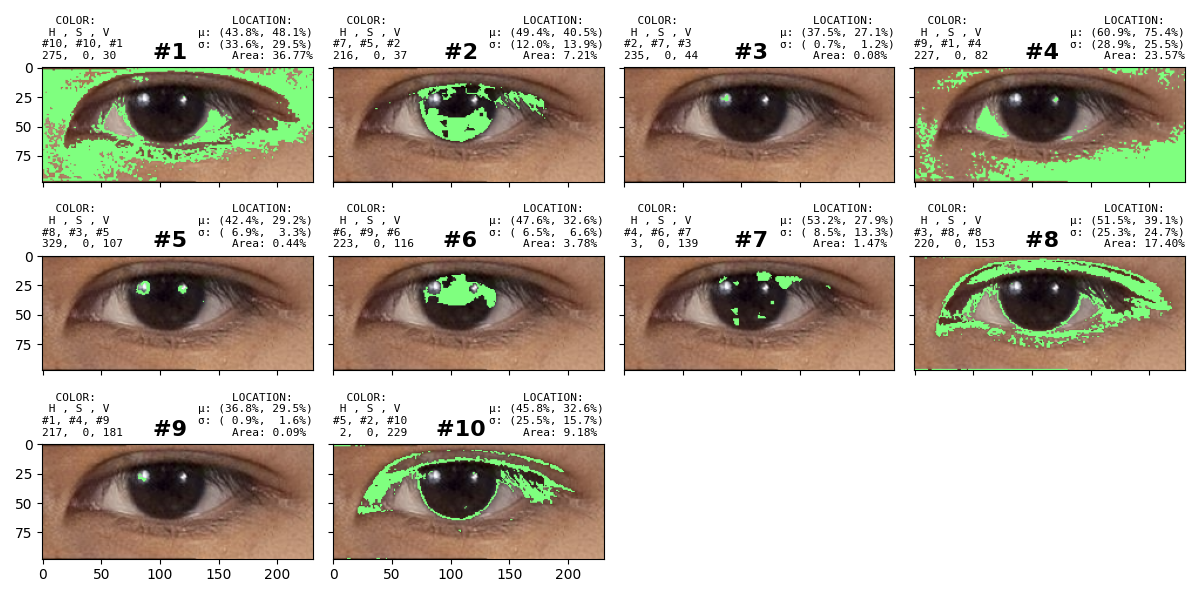 COLOR: LOCATION:
H , S , V μ: (43.8%, 48.1%)
#10, #10, #1 #1 σ: (33.6%, 29.5%)
275, 0, 30 Area: 36.77%
COLOR: LOCATION:
H , S , V μ: (49.4%, 40.5%)
#7, #5, #2 #2 σ: (12.0%, 13.9%)
216, 0, 37 Area: 7.21%
COLOR: LOCATION:
H , S , V μ: (37.5%, 27.1%)
#2, #7, #3 #3 σ: ( 0.7%, 1.2%)
235, 0, 44 Area: 0.08%
COLOR: LOCATION:
H , S , V μ: (60.9%, 75.4%)
#9, #1, #4 #4 σ: (28.9%, 25.5%)
227, 0, 82 Area: 23.57%
0
25
50
75
COLOR: LOCATION:
H , S , V μ: (42.4%, 29.2%)
#8, #3, #5 #5 σ: ( 6.9%, 3.3%)
329, 0, 107 Area: 0.44%
COLOR: LOCATION:
H , S , V μ: (47.6%, 32.6%)
#6, #9, #6 #6 σ: ( 6.5%, 6.6%)
223, 0, 116 Area: 3.78%
COLOR: LOCATION:
H , S , V μ: (53.2%, 27.9%)
#4, #6, #7 #7 σ: ( 8.5%, 13.3%)
3, 0, 139 Area: 1.47%
COLOR: LOCATION:
H , S , V μ: (51.5%, 39.1%)
#3, #8, #8 #8 σ: (25.3%, 24.7%)
220, 0, 153 Area: 17.40%
0
25
50
75
COLOR: LOCATION:
H , S , V μ: (36.8%, 29.5%)
#1, #4, #9 #9 σ: ( 0.9%, 1.6%)
217, 0, 181 Area: 0.09%
COLOR: LOCATION:
H , S , V μ: (45.8%, 32.6%)
#5, #2, #10 #10 σ: (25.5%, 15.7%)
2, 0, 229 Area: 9.18%
0
25
50
75
0 50 100 150 200
0 50 100 150 200